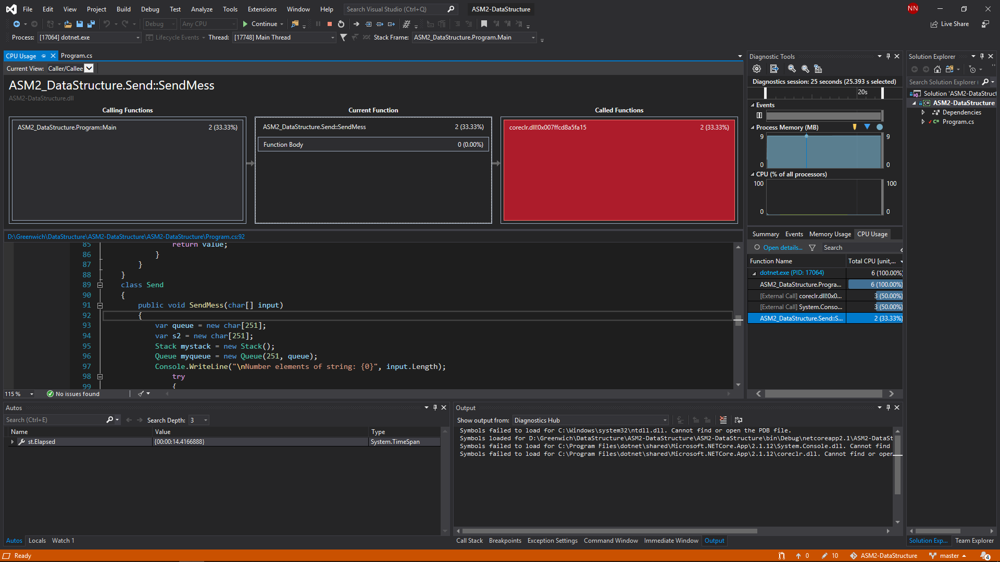 File Edit View Project Build Debug Test Analyze Tools Extensions Window Help Search Visual Studio (Ctrl+Q) ASM2-DataStructure NN
Debug Any CPU Continue Live Share
Process: [17064] dotnet.exe Lifecycle Events Thread: [17748] Main Thread Stack Frame: ASM2_DataStructure.Program.Main
CPU Usage Program.cs
Current View: Caller/Callee
ASM2_DataStructure.Send::SendMess
ASM2-DataStructure.dll
Calling Functions Current Function Called Functions
ASM2_DataStructure.Program::Main 2 (33.33%) ASM2_DataStructure.Send::SendMess 2 (33.33%) coreclr.dll!0x007ffcd8a5fa15 2 (33.33%)
Function Body 0 (0.00%)
D:\Greenwich\DataStructure\ASM2-DataStructure\ASM2-DataStructure\Program.cs:92
85 return value;
86 }
87 }
88 }
89 class Send
90 {
91 public void SendMess(char[] input)
92 {
93 var queue = new char[251];
94 var s2 = new char[251];
95 Stack mystack = new Stack();
96 Queue myqueue = new Queue(251, queue);
97 Console.WriteLine("\nNumber elements of string: {0}", input.Length);
98 try
99 {
115 % No issues found
Diagnostic Tools
Diagnostics session: 25 seconds (25.393 s selected)
20s
Events
Process Memory (MB)
9 9
0 0
CPU (% of all processors)
100 100
0 0
Summary Events Memory Usage CPU Usage
Open details... Search
Function Name Total CPU [unit,...
dotnet.exe (PID: 17064) 6 (100.00%)
ASM2_DataStructure.Progra... 6 (100.00%)
[External Call] coreclr.dll!0x0... 3 (50.00%)
[External Call] System.Conso... 3 (50.00%)
ASM2_DataStructure.Send::S... 2 (33.33%)
Solution Explorer
Search Solution Explorer (
Solution 'ASM2-DataStruct
ASM2-DataStructure
Dependencies
C# Program.cs
Autos
Search (Ctrl+E) Search Depth: 3
Name Value Type
st.Elapsed {00:00:14.4166888} System.TimeSpan
Autos Locals Watch 1
Output
Show output from: Diagnostics Hub
Symbols failed to load for C:\Windows\system32\ntdll.dll. Cannot find or open the PDB file.
Symbols loaded for D:\Greenwich\DataStructure\ASM2-DataStructure\ASM2-DataStructure\bin\Debug\netcoreapp2.1\ASM2-DataSt
Symbols failed to load for C:\Program Files\dotnet\shared\Microsoft.NETCore.App\2.1.12\System.Console.dll. Cannot find
Symbols failed to load for C:\Program Files\dotnet\shared\Microsoft.NETCore.App\2.1.12\coreclr.dll. Cannot find or oper
Call Stack Breakpoints Exception Settings Command Window Immediate Window Output
Solution Exp... Team Explorer
Ready 0 10 ASM2-DataStructure master 4